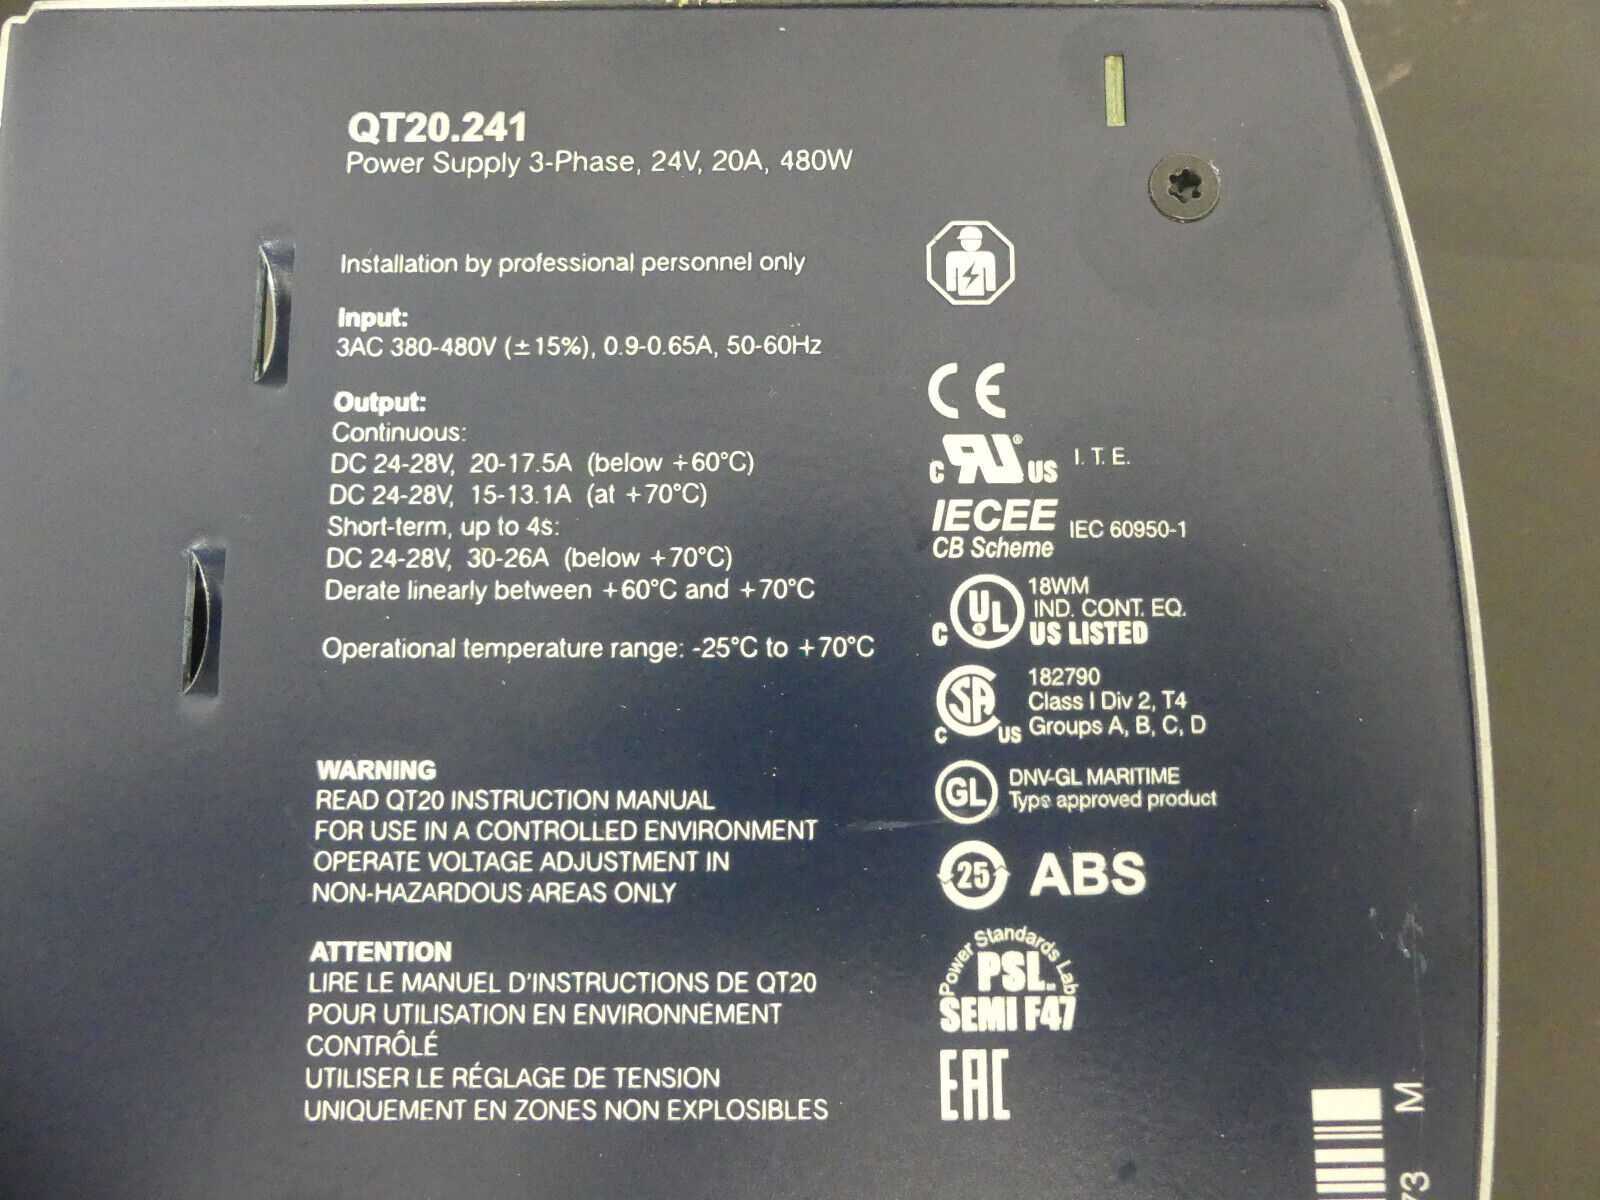 QT20.241
Power Supply 3-Phase, 24V, 20A, 480W
Installation by professional personnel only
Input:
3AC 380-480V (±15%), 0.9-0.65A, 50-60Hz
Output:
Continuous:
DC 24-28V, 20-17.5A (below +60°C)
DC 24-28V, 15-13.1A (at +70°C)
Short-term, up to 4s:
DC 24-28V, 30-26A (below +70°C)
Derate linearly between +60°C and +70°C
Operational temperature range: -25°C to +70°C
WARNING
READ QT20 INSTRUCTION MANUAL
FOR USE IN A CONTROLLED ENVIRONMENT
OPERATE VOLTAGE ADJUSTMENT IN
NON-HAZARDOUS AREAS ONLY
ATTENTION
LIRE LE MANUEL D'INSTRUCTIONS DE QT20
POUR UTILISATION EN ENVIRONNEMENT
CONTRÔLÉ
UTILISER LE RÉGLAGE DE TENSION
UNIQUEMENT EN ZONES NON EXPLOSIBLES
CE
C RU ® US I.T.E.
IECEE
CB Scheme
IEC 60950-1
C UL ®
18WM
IND. CONT. EQ.
US LISTED
C SA US
182790
Class I Div 2, T4
Groups A, B, C, D
GL
DNV-GL MARITIME
Type approved product
25
ABS
Power Standards Lab
PSL
SEMI F47
EAC
73 M